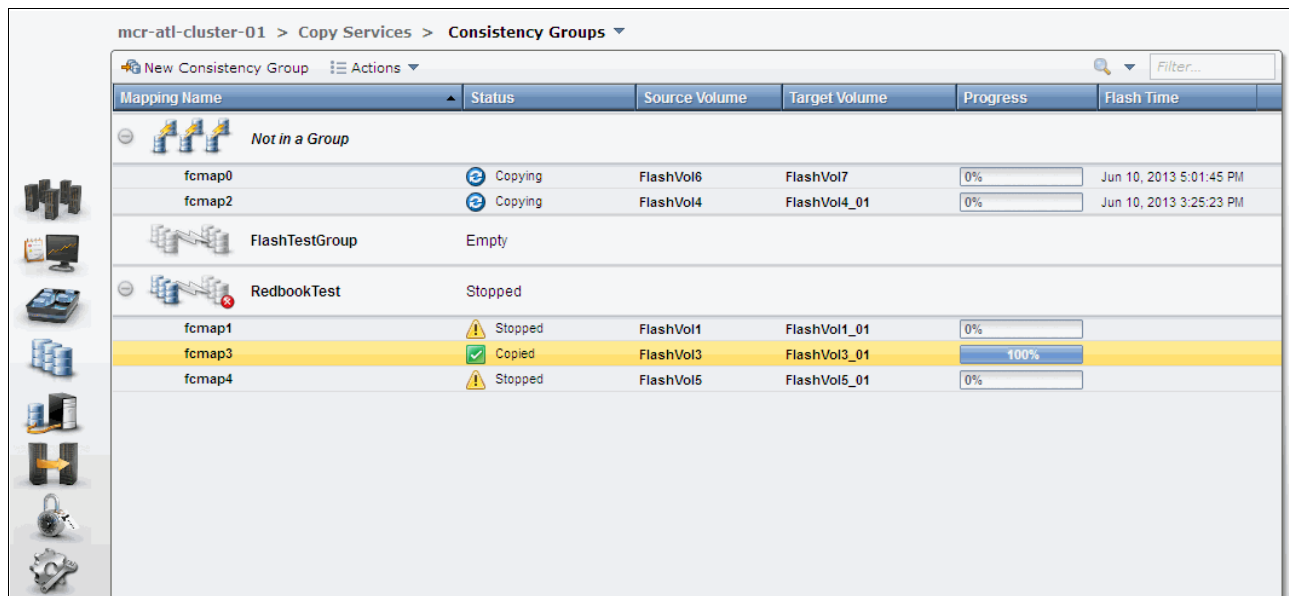 mcr-atl-cluster-01 > Copy Services > Consistency Groups
New Consistency Group Actions Filter...
Mapping Name Status Source Volume Target Volume Progress Flash Time
Not in a Group
fcmap0 Copying FlashVol6 FlashVol7 0% Jun 10, 2013 5:01:45 PM
fcmap2 Copying FlashVol4 FlashVol4_01 0% Jun 10, 2013 3:25:23 PM
FlashTestGroup Empty
RedbookTest Stopped
fcmap1 Stopped FlashVol1 FlashVol1_01 0%
fcmap3 Copied FlashVol3 FlashVol3_01 100%
fcmap4 Stopped FlashVol5 FlashVol5_01 0%